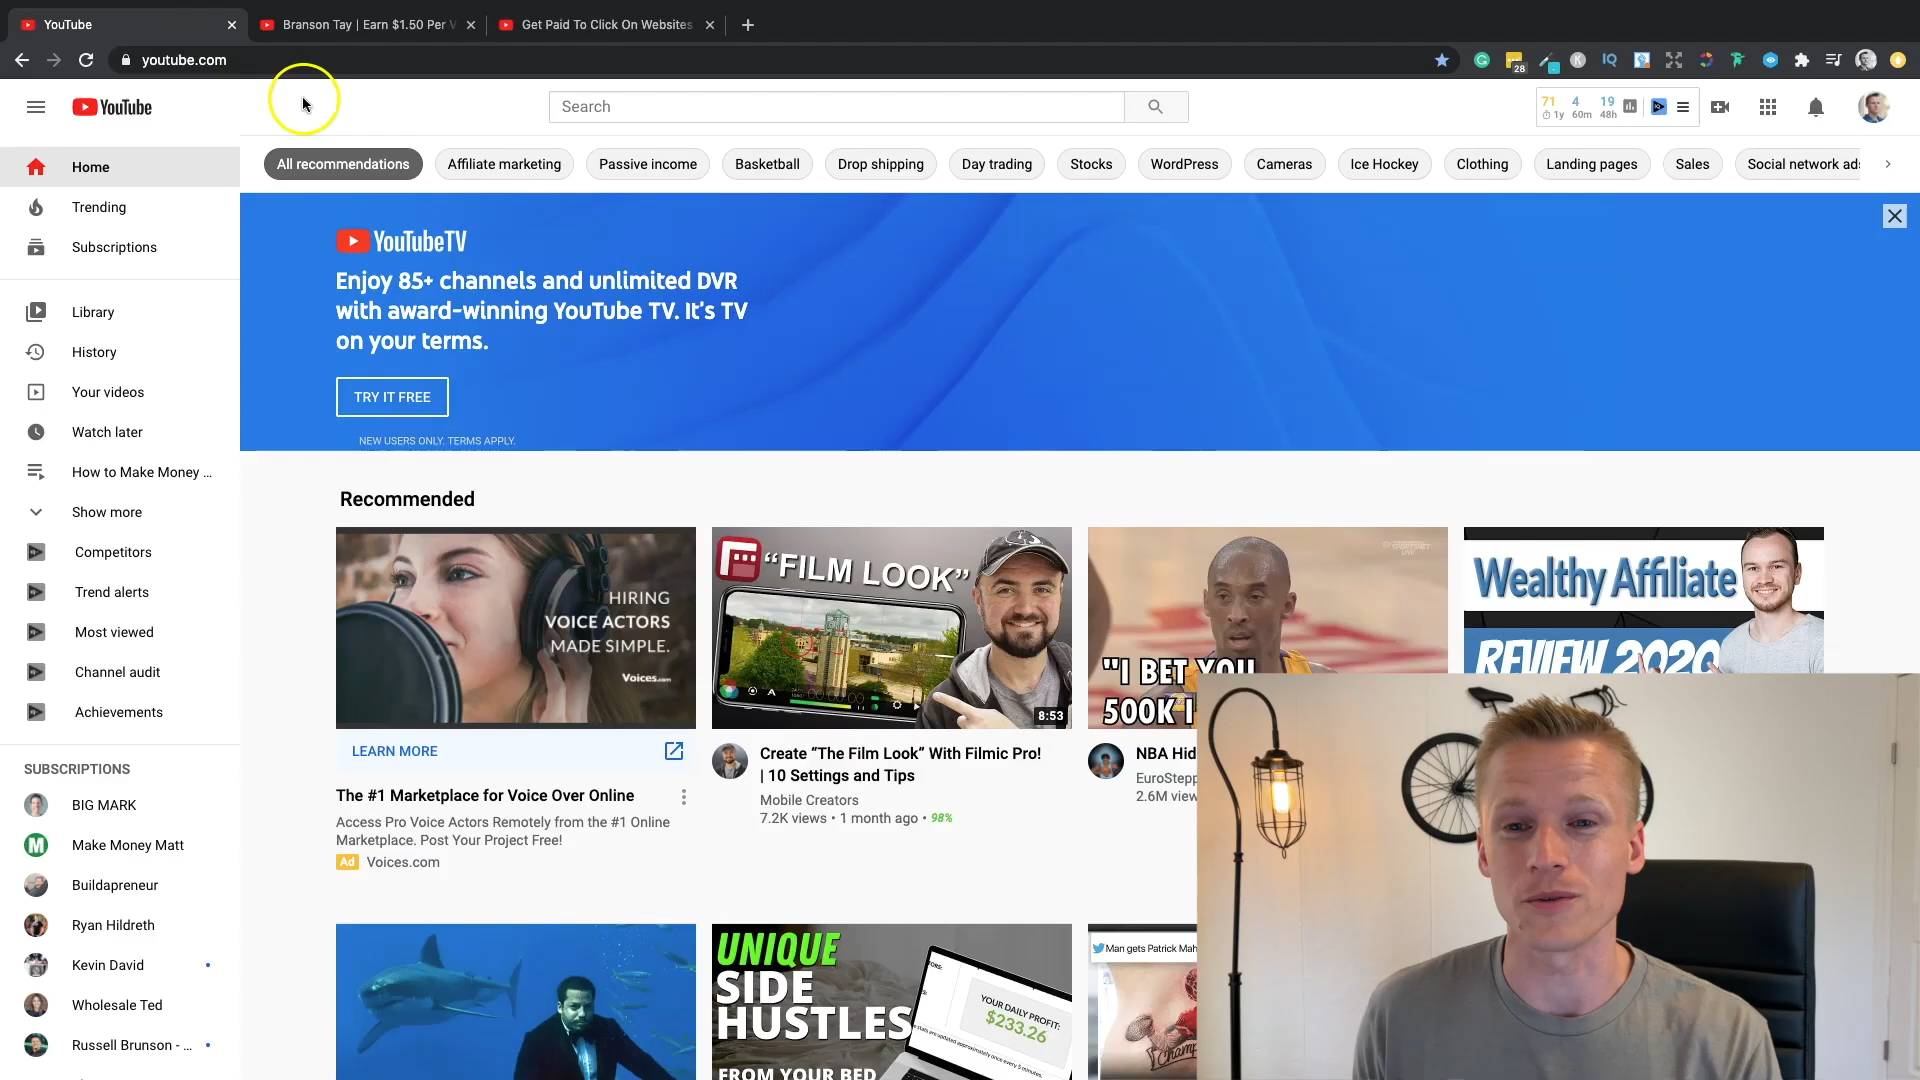 YouTube
Branson Tay | Earn $1.50 Per V
Get Paid To Click On Websites
youtube.com
28
YouTube
Search
71
4
19
1y
60m
48h
Home
Trending
Subscriptions
Library
History
Your videos
Watch later
How to Make Money ...
Show more
Competitors
Trend alerts
Most viewed
Channel audit
Achievements
SUBSCRIPTIONS
BIG MARK
Make Money Matt
Buildapreneur
Ryan Hildreth
Kevin David
Wholesale Ted
Russell Brunson - ...
All recommendations
Affiliate marketing
Passive income
Basketball
Drop shipping
Day trading
Stocks
WordPress
Cameras
Ice Hockey
Clothing
Landing pages
Sales
Social network ads
YouTubeTV
Enjoy 85+ channels and unlimited DVR
with award-winning YouTube TV. It's TV
on your terms.
TRY IT FREE
NEW USERS ONLY. TERMS APPLY.
Recommended
HIRING
VOICE ACTORS
MADE SIMPLE.
Voices.com
LEARN MORE
The #1 Marketplace for Voice Over Online
Access Pro Voice Actors Remotely from the #1 Online
Marketplace. Post Your Project Free!
Ad Voices.com
"FILM LOOK"
8:53
Create “The Film Look” With Filmic Pro!
| 10 Settings and Tips
Mobile Creators
7.2K views • 1 month ago • 98%
"I BET YOU
500K I
NBA Hid
EuroStepp
2.6M view
Wealthy Affiliate
REVIEW 2020
UNIQUE
SIDE
HUSTLES
FROM YOUR BED
YOUR DAILY PROFIT:
$233.26
Man gets Patrick Mah
Champ